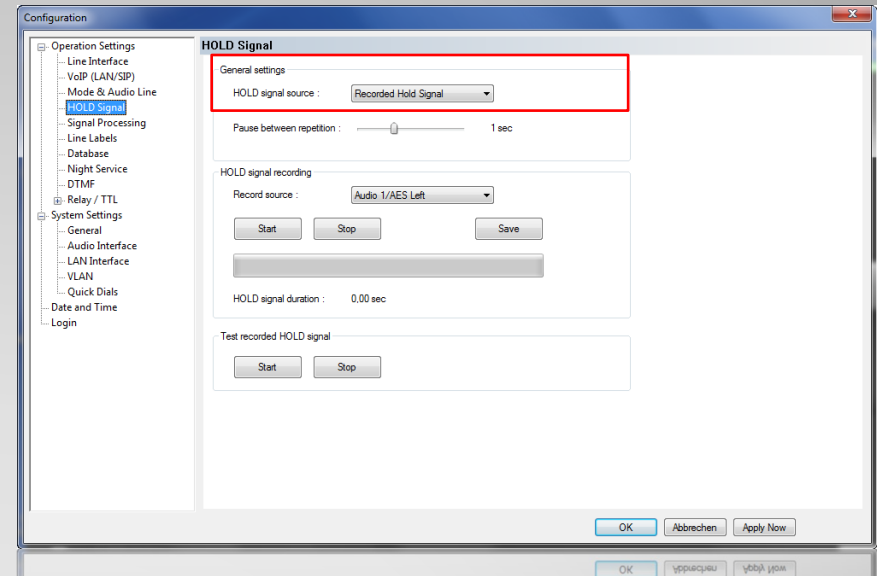 Configuration
Operation Settings
Line Interface
VoIP (LAN/SIP)
Mode & Audio Line
HOLD Signal
Signal Processing
Line Labels
Database
Night Service
DTMF
Relay / TTL
System Settings
General
Audio Interface
LAN Interface
VLAN
Quick Dials
Date and Time
Login
HOLD Signal
General settings
HOLD signal source : Recorded Hold Signal
Pause between repetition : 1 sec
HOLD signal recording
Record source : Audio 1/AES Left
Start Stop Save
HOLD signal duration : 0,00 sec
Test recorded HOLD signal
Start Stop
OK Abbrechen Apply Now